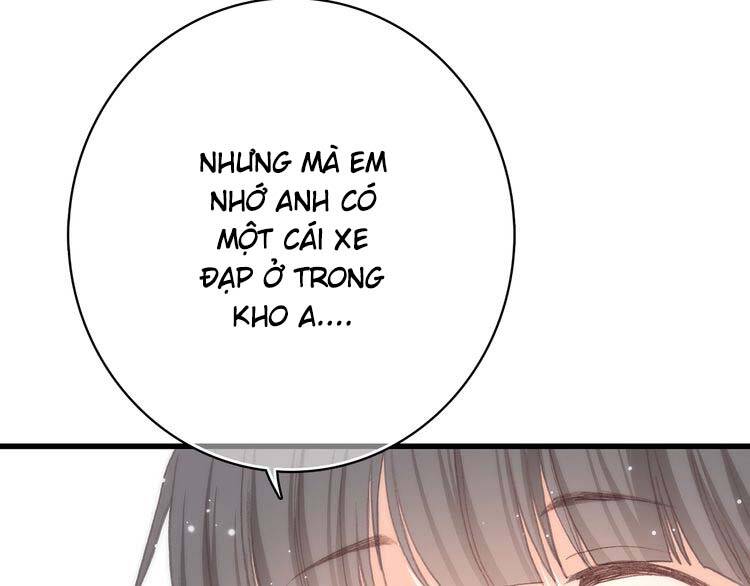 NHƯNG MÀ EM
NHỚ ANH CÓ
MỘT CÁI XE
ĐẠP Ở TRONG
KHO A....